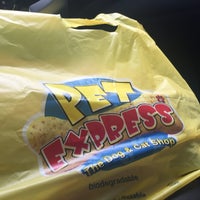 PET
EXPRESS
The Dog & Cat Shop
biodegradable